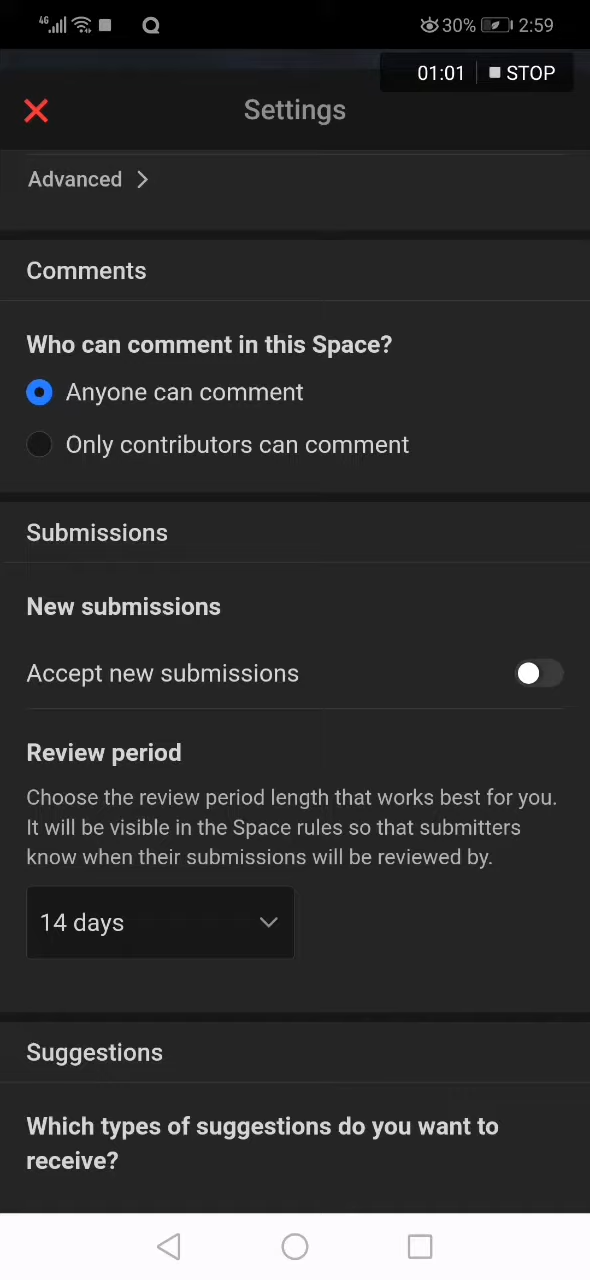 4G 30% 2:59
01:01 STOP
Settings
Advanced
Comments
Who can comment in this Space?
Anyone can comment
Only contributors can comment
Submissions
New submissions
Accept new submissions
Review period
Choose the review period length that works best for you.
It will be visible in the Space rules so that submitters
know when their submissions will be reviewed by.
14 days
Suggestions
Which types of suggestions do you want to
receive?